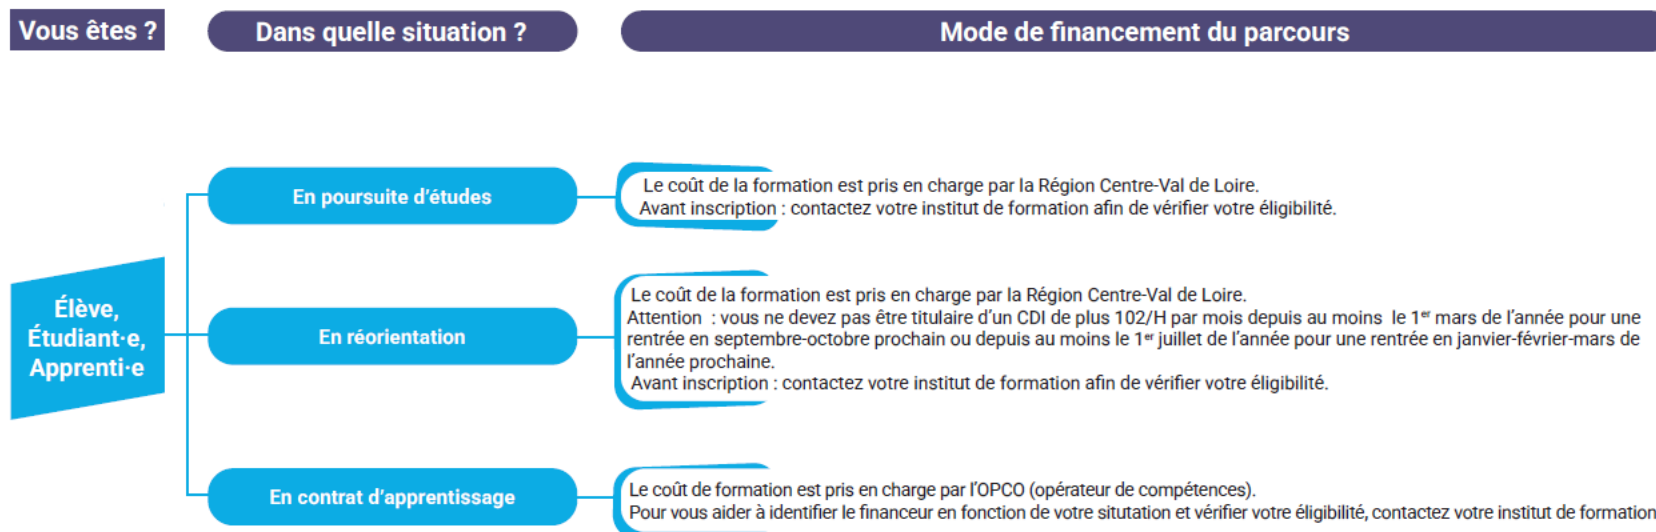 Vous êtes ?
Dans quelle situation ?
Mode de financement du parcours
Élève,
Étudiant·e,
Apprenti·e
En poursuite d'études
Le coût de la formation est pris en charge par la Région Centre-Val de Loire.
Avant inscription : contactez votre institut de formation afin de vérifier votre éligibilité.
En réorientation
Le coût de la formation est pris en charge par la Région Centre-Val de Loire.
Attention : vous ne devez pas être titulaire d'un CDI de plus 102/H par mois depuis au moins le 1er mars de l'année pour une
rentrée en septembre-octobre prochain ou depuis au moins le 1er juillet de l'année pour une rentrée en janvier-février-mars de
l'année prochaine.
Avant inscription : contactez votre institut de formation afin de vérifier votre éligibilité.
En contrat d'apprentissage
Le coût de formation est pris en charge par l'OPCO (opérateur de compétences).
Pour vous aider à identifier le financeur en fonction de votre situtation et vérifier votre éligibilité, contactez votre institut de formation